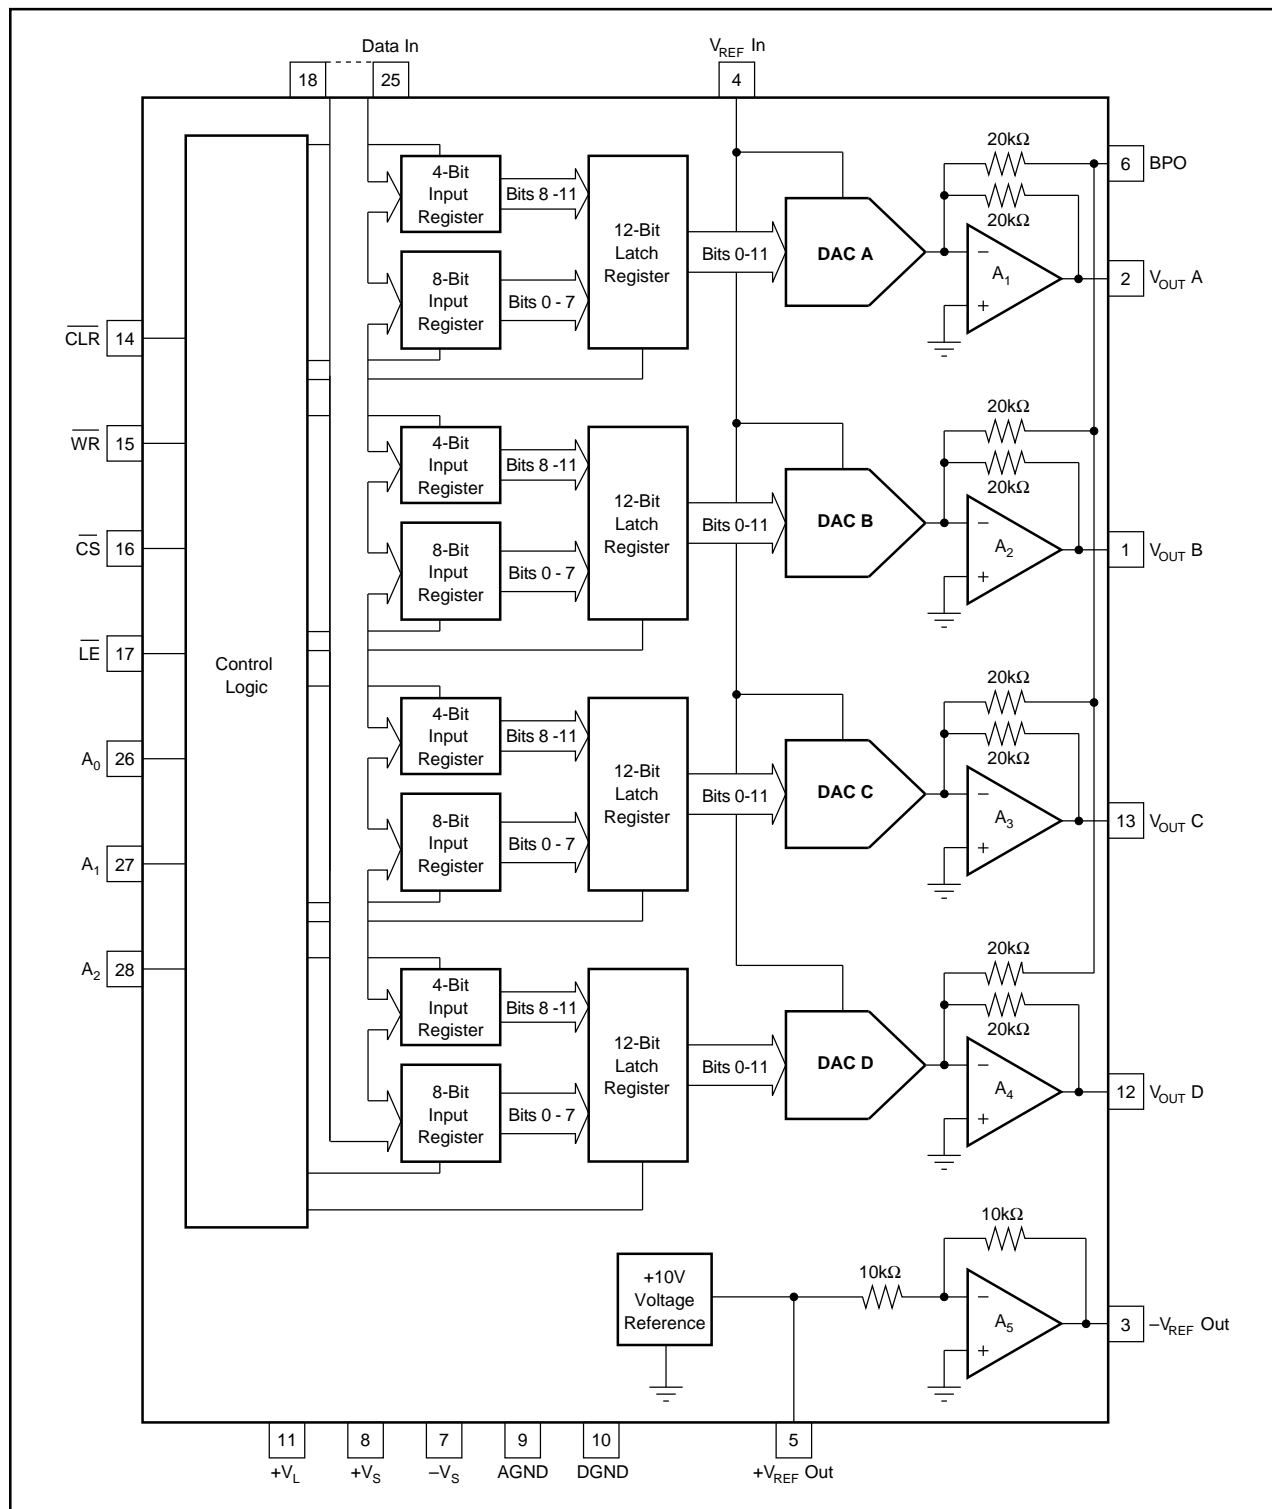 Data In
V_REF In
18
25
4
4-Bit
Input
Register
Bits 8 -11
8-Bit
Input
Register
Bits 0 - 7
12-Bit
Latch
Register
Bits 0-11
DAC A
20kΩ
20kΩ
–
A1
+
6
BPO
2
V_OUT A
CLR
14
WR
15
CS
16
LE
17
A0
26
A1
27
A2
28
Control
Logic
4-Bit
Input
Register
Bits 8 -11
8-Bit
Input
Register
Bits 0 - 7
12-Bit
Latch
Register
Bits 0-11
DAC B
20kΩ
20kΩ
–
A2
+
1
V_OUT B
4-Bit
Input
Register
Bits 8 -11
8-Bit
Input
Register
Bits 0 - 7
12-Bit
Latch
Register
Bits 0-11
DAC C
20kΩ
20kΩ
–
A3
+
13
V_OUT C
4-Bit
Input
Register
Bits 8 -11
8-Bit
Input
Register
Bits 0 - 7
12-Bit
Latch
Register
Bits 0-11
DAC D
20kΩ
20kΩ
–
A4
+
12
V_OUT D
+10V
Voltage
Reference
10kΩ
10kΩ
–
A5
+
3
–V_REF Out
11
8
7
9
10
5
+V_L
+V_S
–V_S
AGND
DGND
+V_REF Out